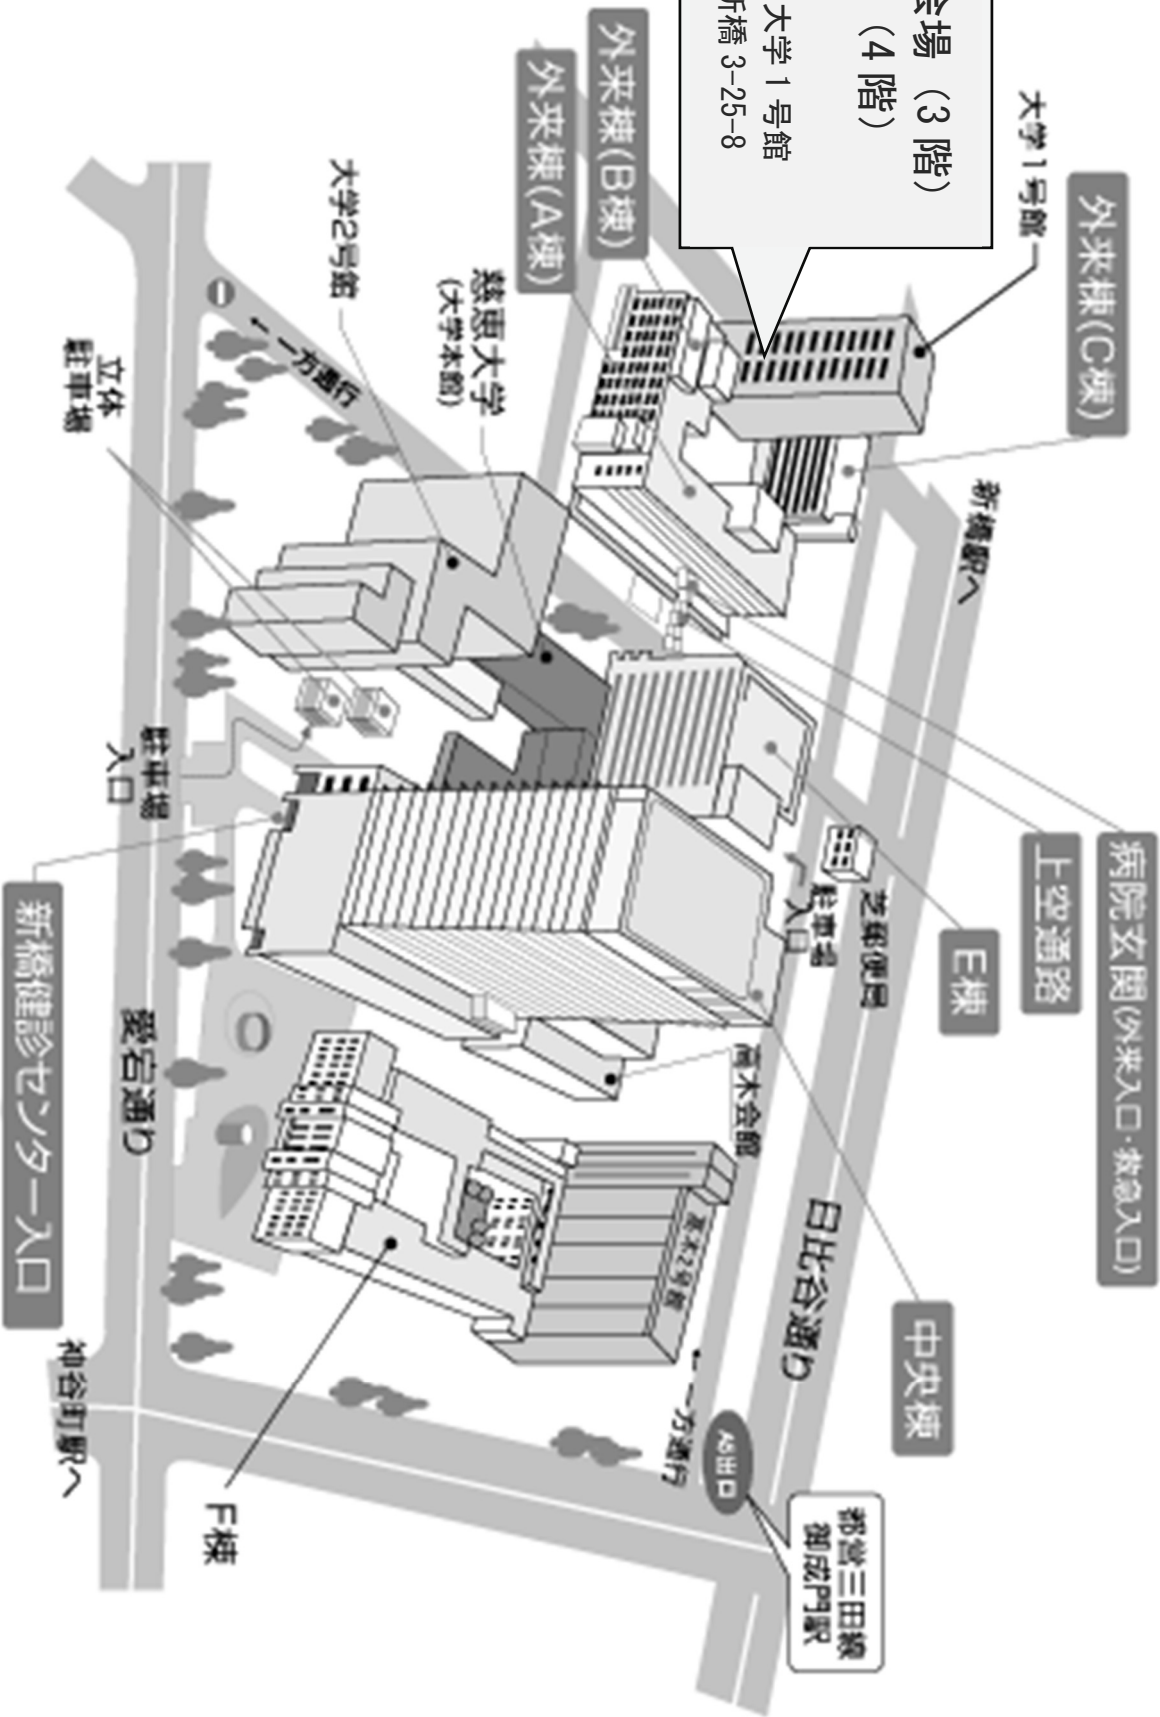 会場（3 階）
（4 階）
大学 1 号館
新橋 3-25-8
外来棟(B棟)
外来棟(A棟)
大学1号館
外来棟(C棟)
大学2号館
慈恵大学
(大学本館)
一方通行
立体
駐車場
新橋駅へ
駐車場
入口
芝郵便局
駐車場
入口
病院玄関(外来入口・救急入口)
上空通路
E棟
中央棟
高木会館
高木2号館
新橋健診センター入口
愛宕通り
日比谷通り
一方通行
A5出口
都営三田線
御成門駅
神谷町駅へ
F棟